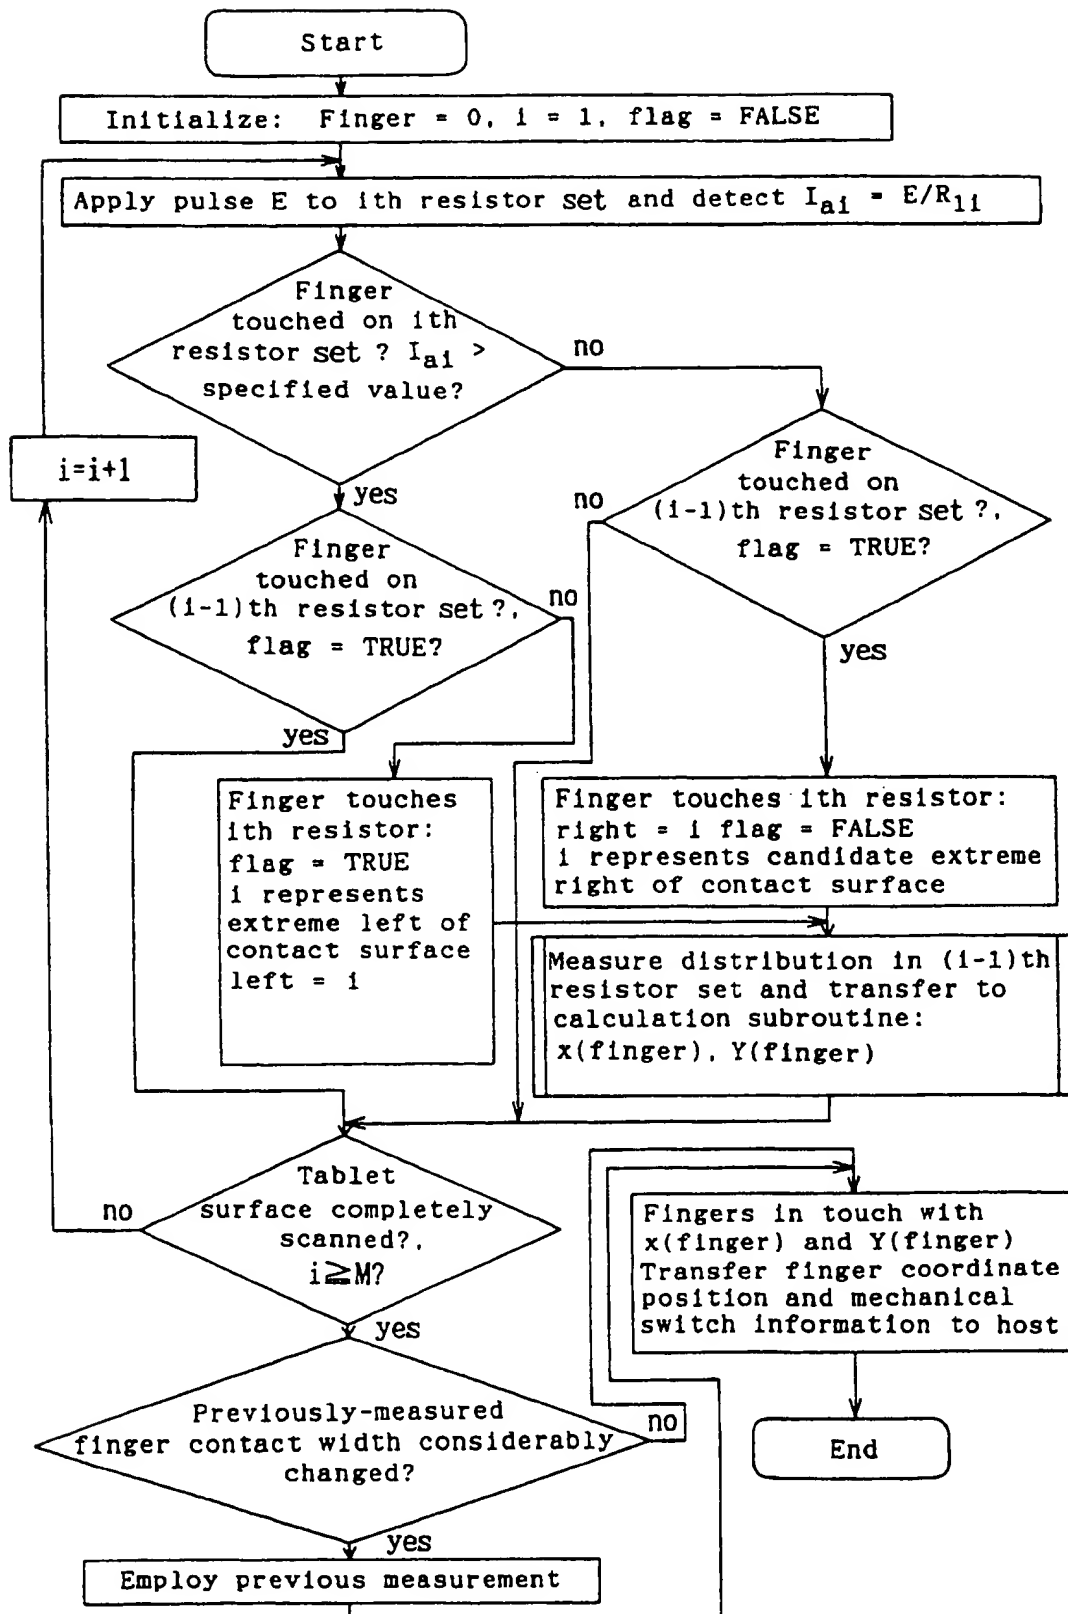 Start
Initialize: Finger = 0, i = 1, flag = FALSE
Apply pulse E to ith resistor set and detect Iai = E/R1i
Finger
touched on ith
resistor set ? Iai >
specified value?
no
i=i+1
yes
Finger
touched on
(i-1)th resistor set ?,
flag = TRUE?
no
Finger
touched on
(i-1)th resistor set ?,
flag = TRUE?
no
yes
yes
Finger touches
ith resistor:
flag = TRUE
i represents
extreme left of
contact surface
left = i
Finger touches ith resistor:
right = i flag = FALSE
i represents candidate extreme
right of contact surface
Measure distribution in (i-1)th
resistor set and transfer to
calculation subroutine:
x(finger), Y(finger)
Tablet
surface completely
scanned?,
i≧M?
no
yes
Fingers in touch with
x(finger) and Y(finger)
Transfer finger coordinate
position and mechanical
switch information to host
Previously-measured
finger contact width considerably
changed?
no
End
yes
Employ previous measurement